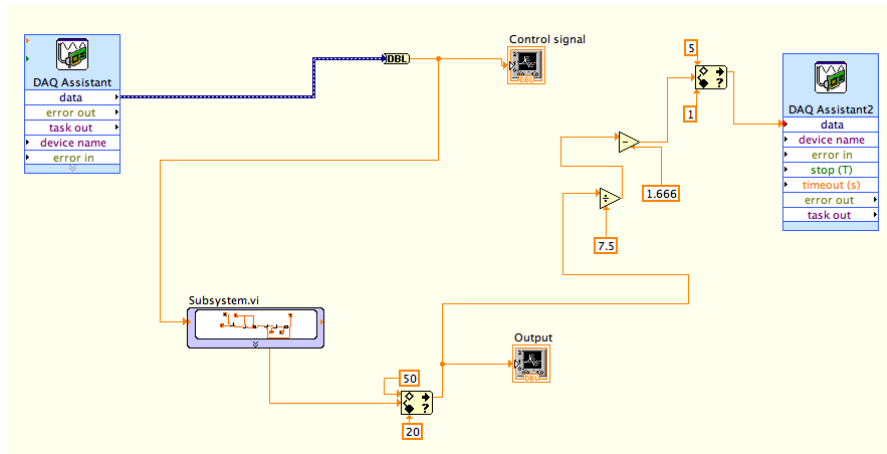 Control signal
DBL
DBL
5
1
DAQ Assistant
data
error out
task out
device name
error in
DAQ Assistant2
data
device name
error in
stop (T)
timeout (s)
error out
task out
1.666
7.5
Subsystem.vi
Output
DBL
50
20